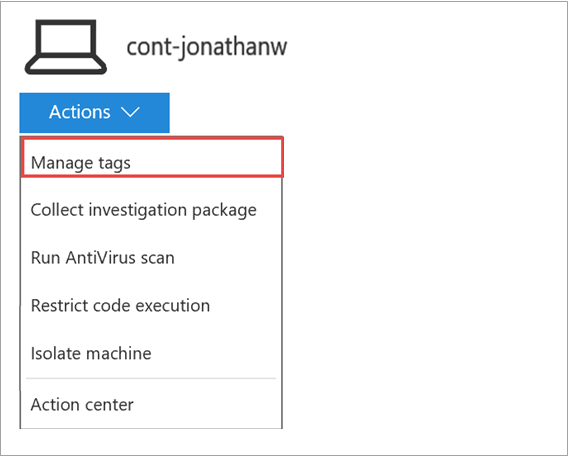 cont-jonathanw
Actions
Manage tags
Collect investigation package
Run AntiVirus scan
Restrict code execution
Isolate machine
Action center